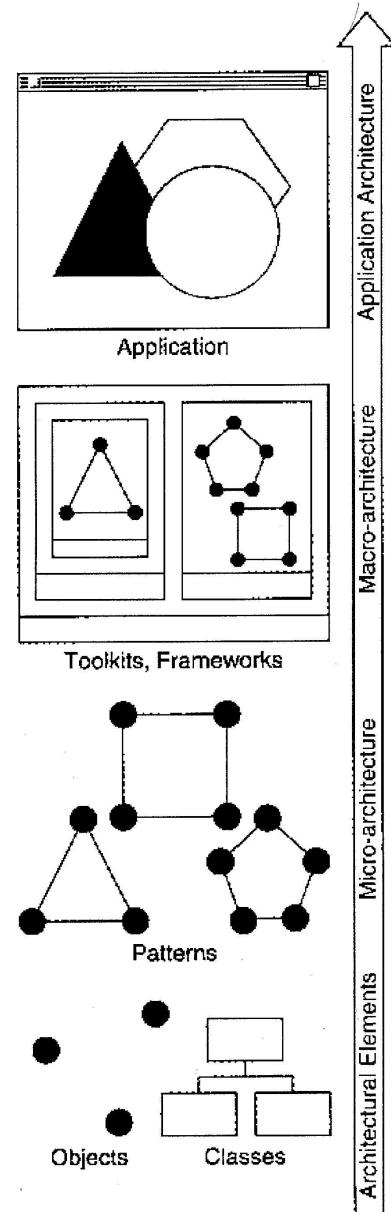 Application Architecture
Application
Macro-architecture
Toolkits, Frameworks
Micro-architecture
Patterns
Architectural Elements
Objects
Classes